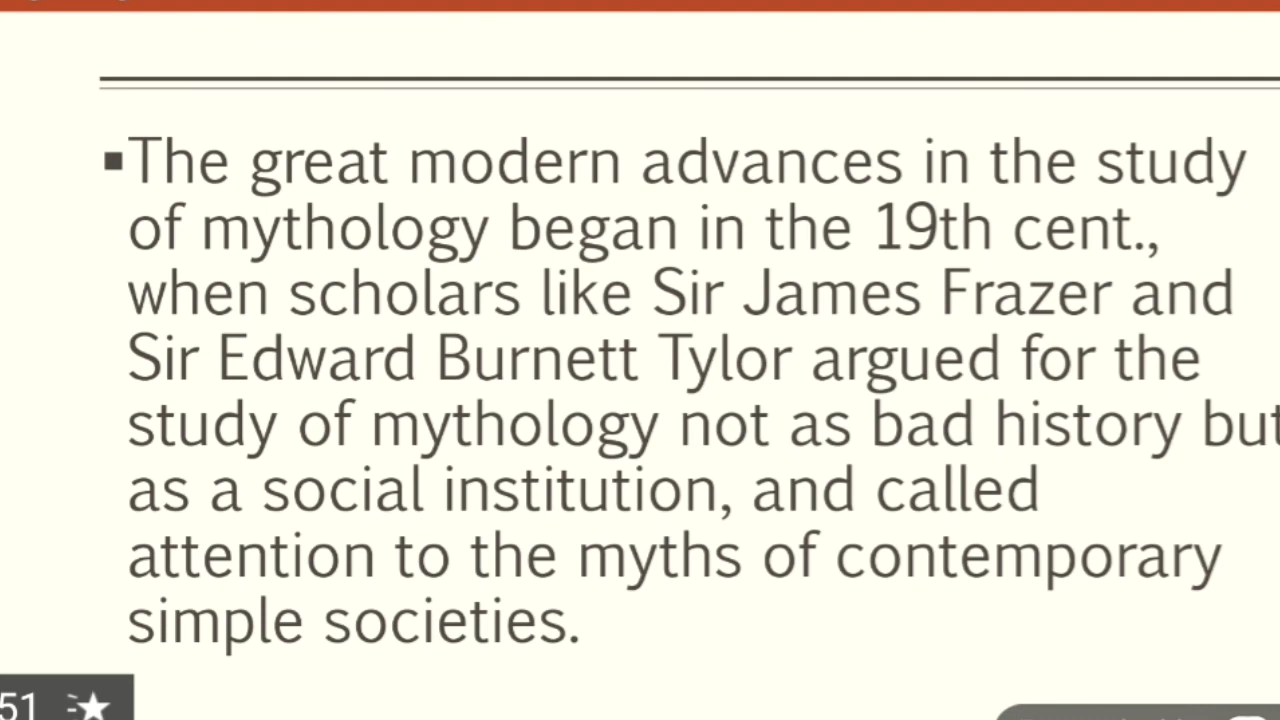 ▪The great modern advances in the study
of mythology began in the 19th cent.,
when scholars like Sir James Frazer and
Sir Edward Burnett Tylor argued for the
study of mythology not as bad history but
as a social institution, and called
attention to the myths of contemporary
simple societies.
51